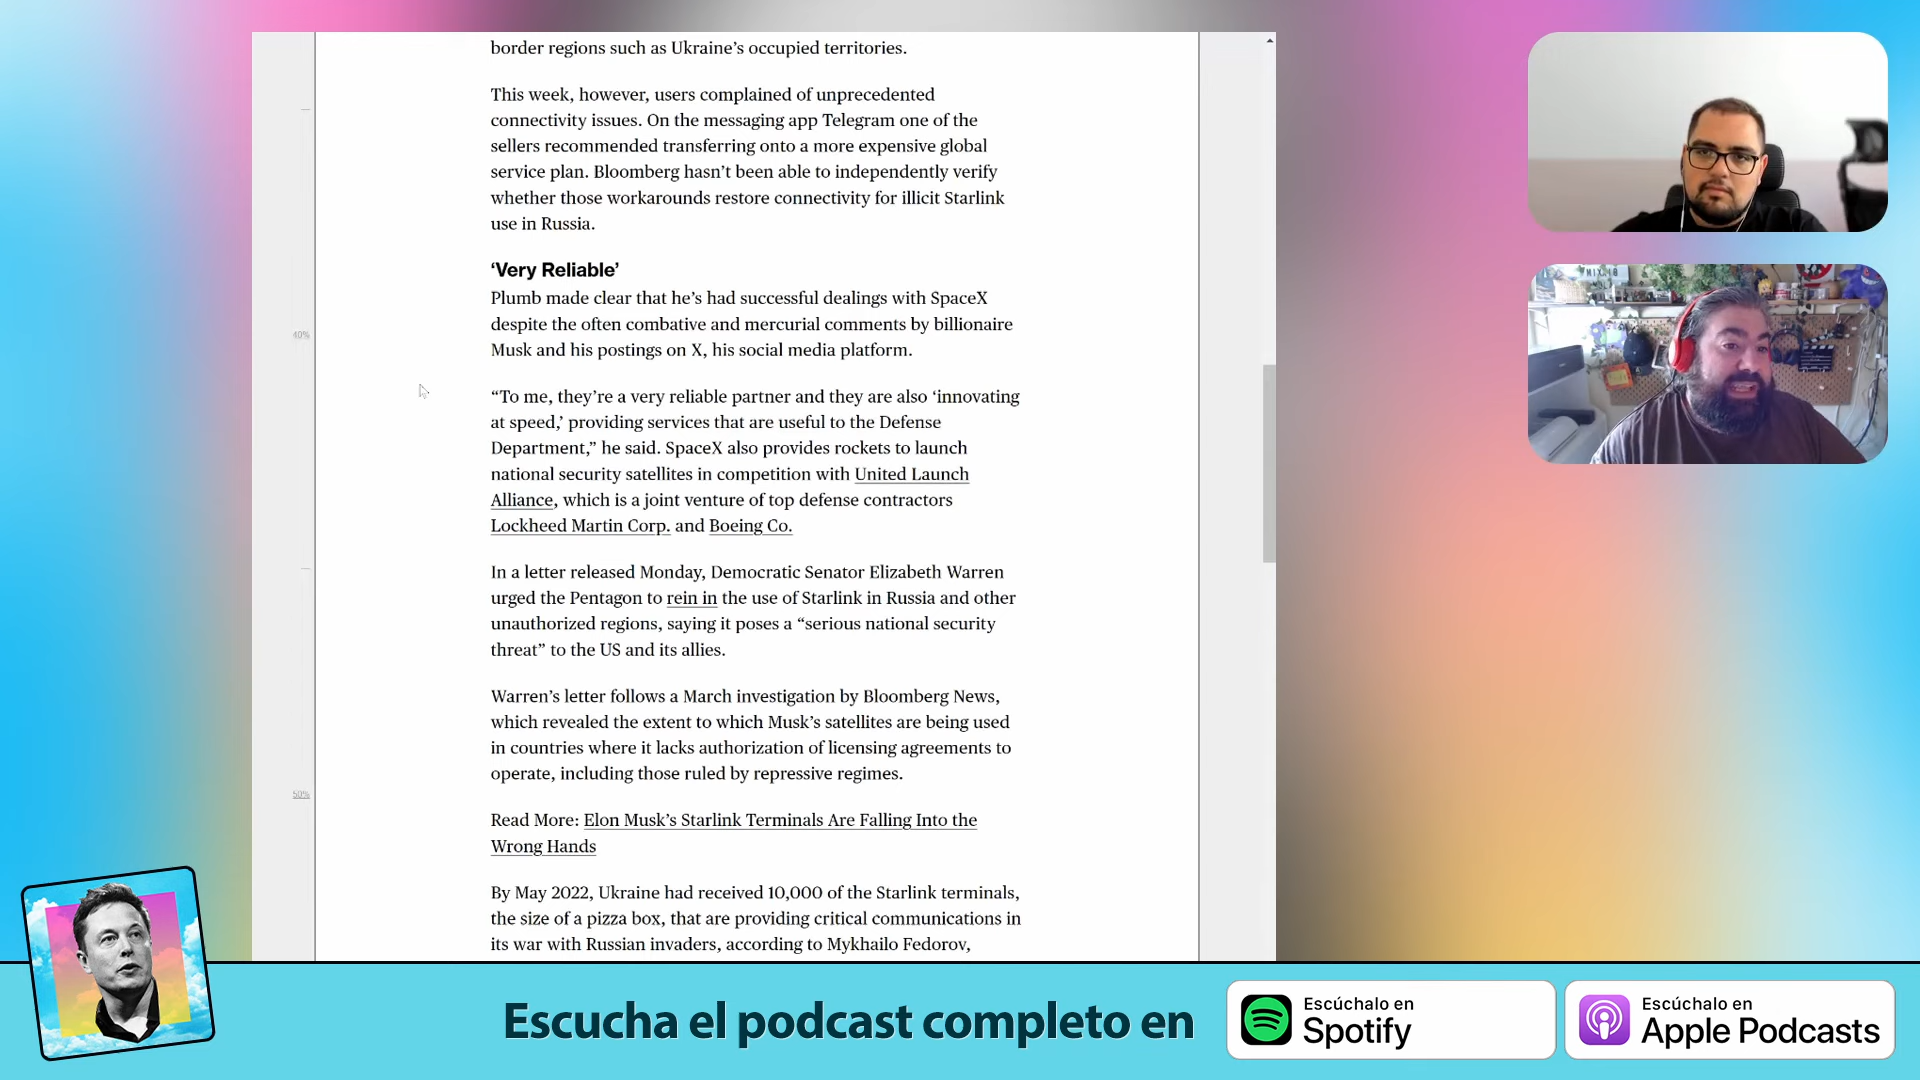 border regions such as Ukraine’s occupied territories.
This week, however, users complained of unprecedented
connectivity issues. On the messaging app Telegram one of the
sellers recommended transferring onto a more expensive global
service plan. Bloomberg hasn’t been able to independently verify
whether those workarounds restore connectivity for illicit Starlink
use in Russia.
‘Very Reliable’
Plumb made clear that he’s had successful dealings with SpaceX
despite the often combative and mercurial comments by billionaire
Musk and his postings on X, his social media platform.
“To me, they’re a very reliable partner and they are also ‘innovating
at speed,’ providing services that are useful to the Defense
Department,” he said. SpaceX also provides rockets to launch
national security satellites in competition with United Launch
Alliance, which is a joint venture of top defense contractors
Lockheed Martin Corp. and Boeing Co.
In a letter released Monday, Democratic Senator Elizabeth Warren
urged the Pentagon to rein in the use of Starlink in Russia and other
unauthorized regions, saying it poses a “serious national security
threat” to the US and its allies.
Warren’s letter follows a March investigation by Bloomberg News,
which revealed the extent to which Musk’s satellites are being used
in countries where it lacks authorization of licensing agreements to
operate, including those ruled by repressive regimes.
Read More: Elon Musk’s Starlink Terminals Are Falling Into the
Wrong Hands
By May 2022, Ukraine had received 10,000 of the Starlink terminals,
the size of a pizza box, that are providing critical communications in
its war with Russian invaders, according to Mykhailo Fedorov,
40%
50%
Escucha el podcast completo en
Escúchalo en
Spotify
Escúchalo en
Apple Podcasts